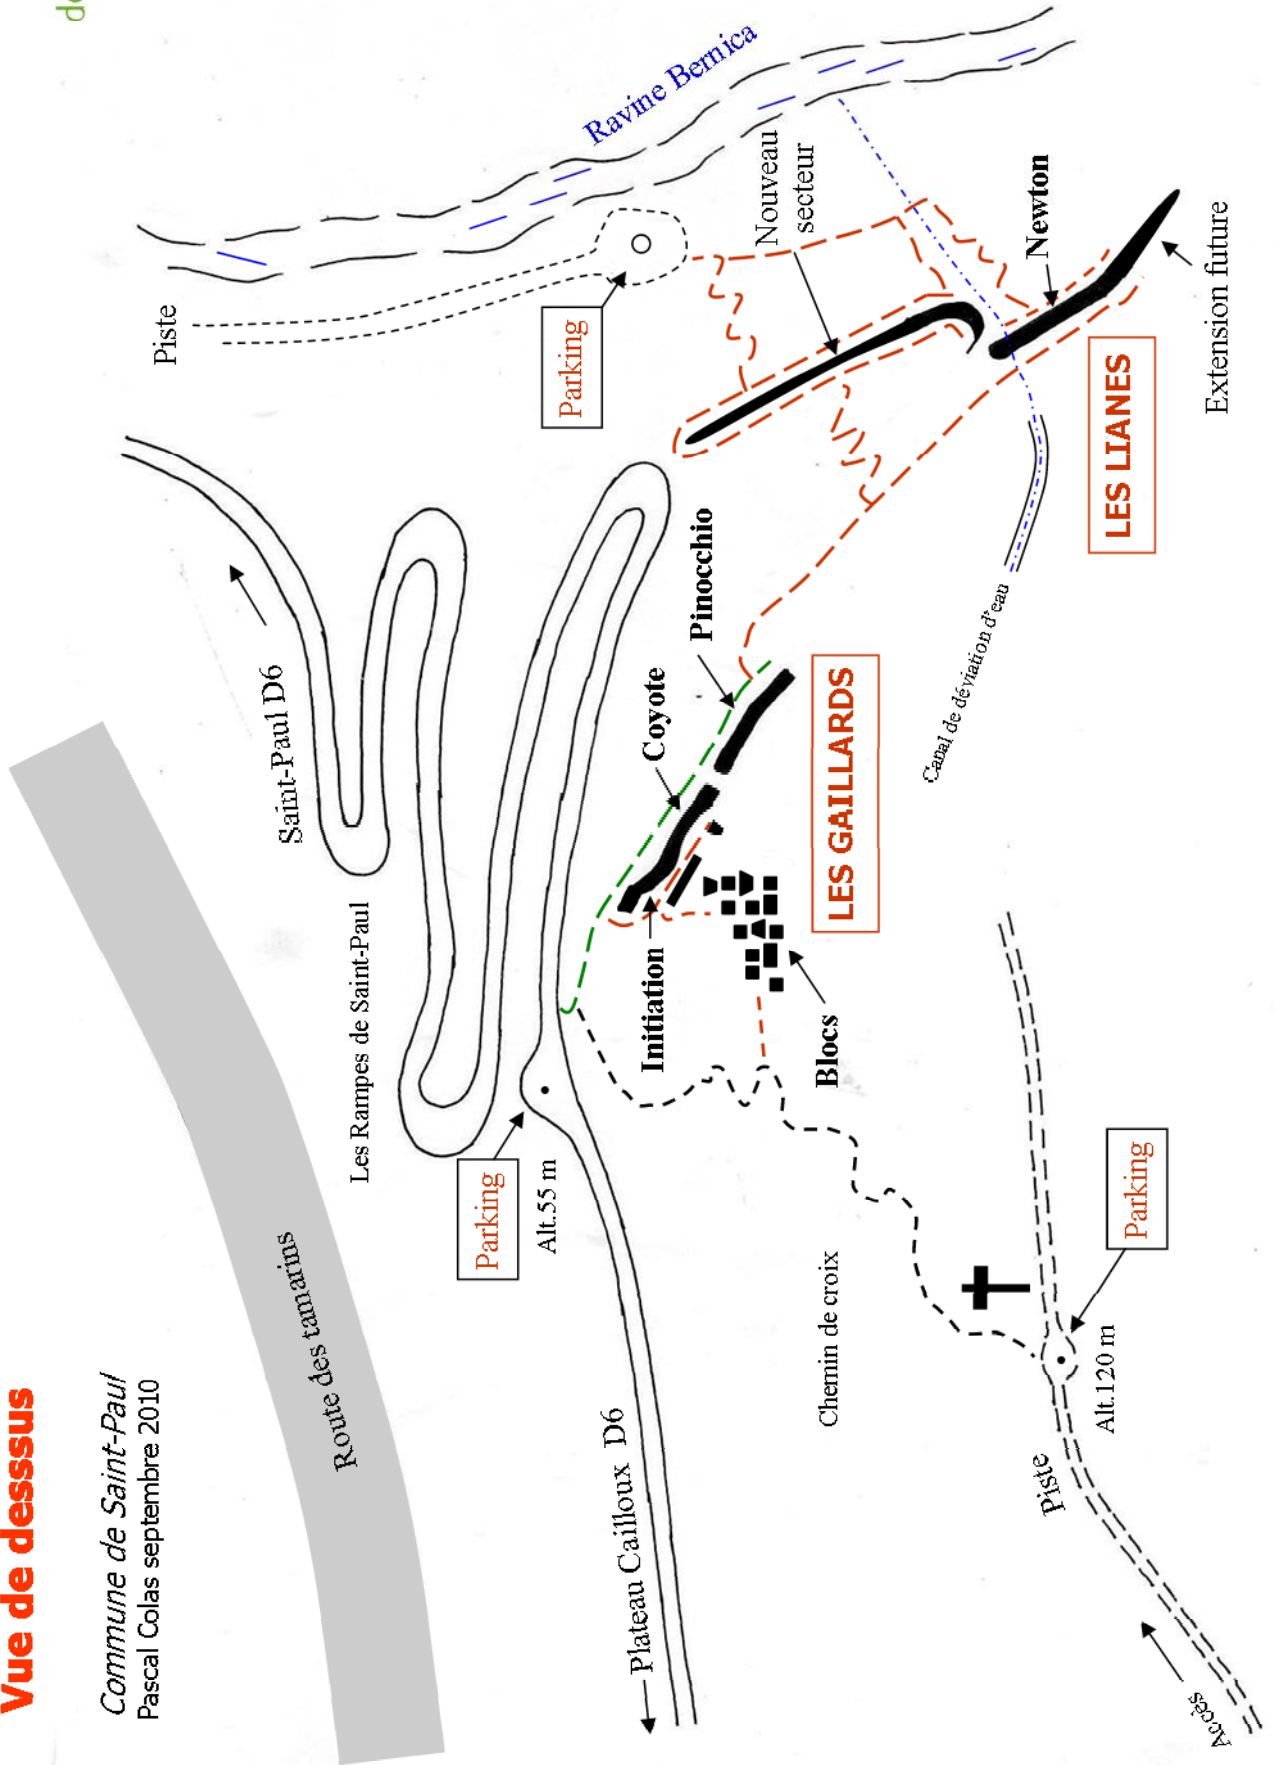 Vue de desssus
Commune de Saint-Paul
Pascal Colas septembre 2010
Route des tamarins
Les Rampes de Saint-Paul
Saint-Paul D6
Piste
Ravine Bernica
Parking
Parking
Alt.55 m
Plateau Cailloux D6
Coyote
Pinocchio
Initiation
Blocs
LES GAILLARDS
Nouveau
secteur
Newton
Extension future
LES LIANES
Canal de déviation d'eau
Chemin de croix
Parking
Alt.120 m
Piste
Accès